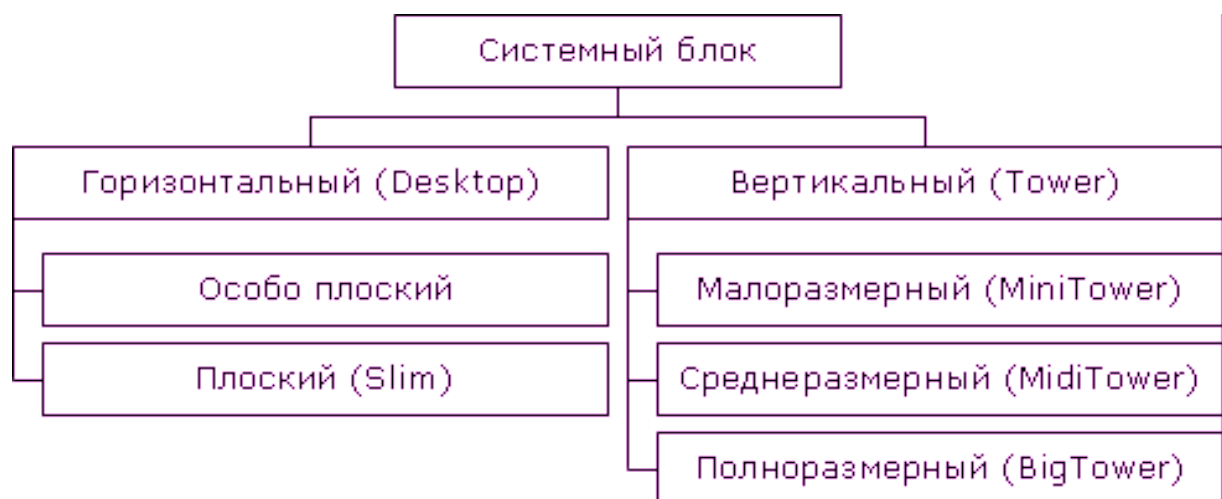 Системный блок
Горизонтальный (Desktop)
Вертикальный (Tower)
Особо плоский
Малоразмерный (MiniTower)
Плоский (Slim)
Среднеразмерный (MidiTower)
Полноразмерный (BigTower)